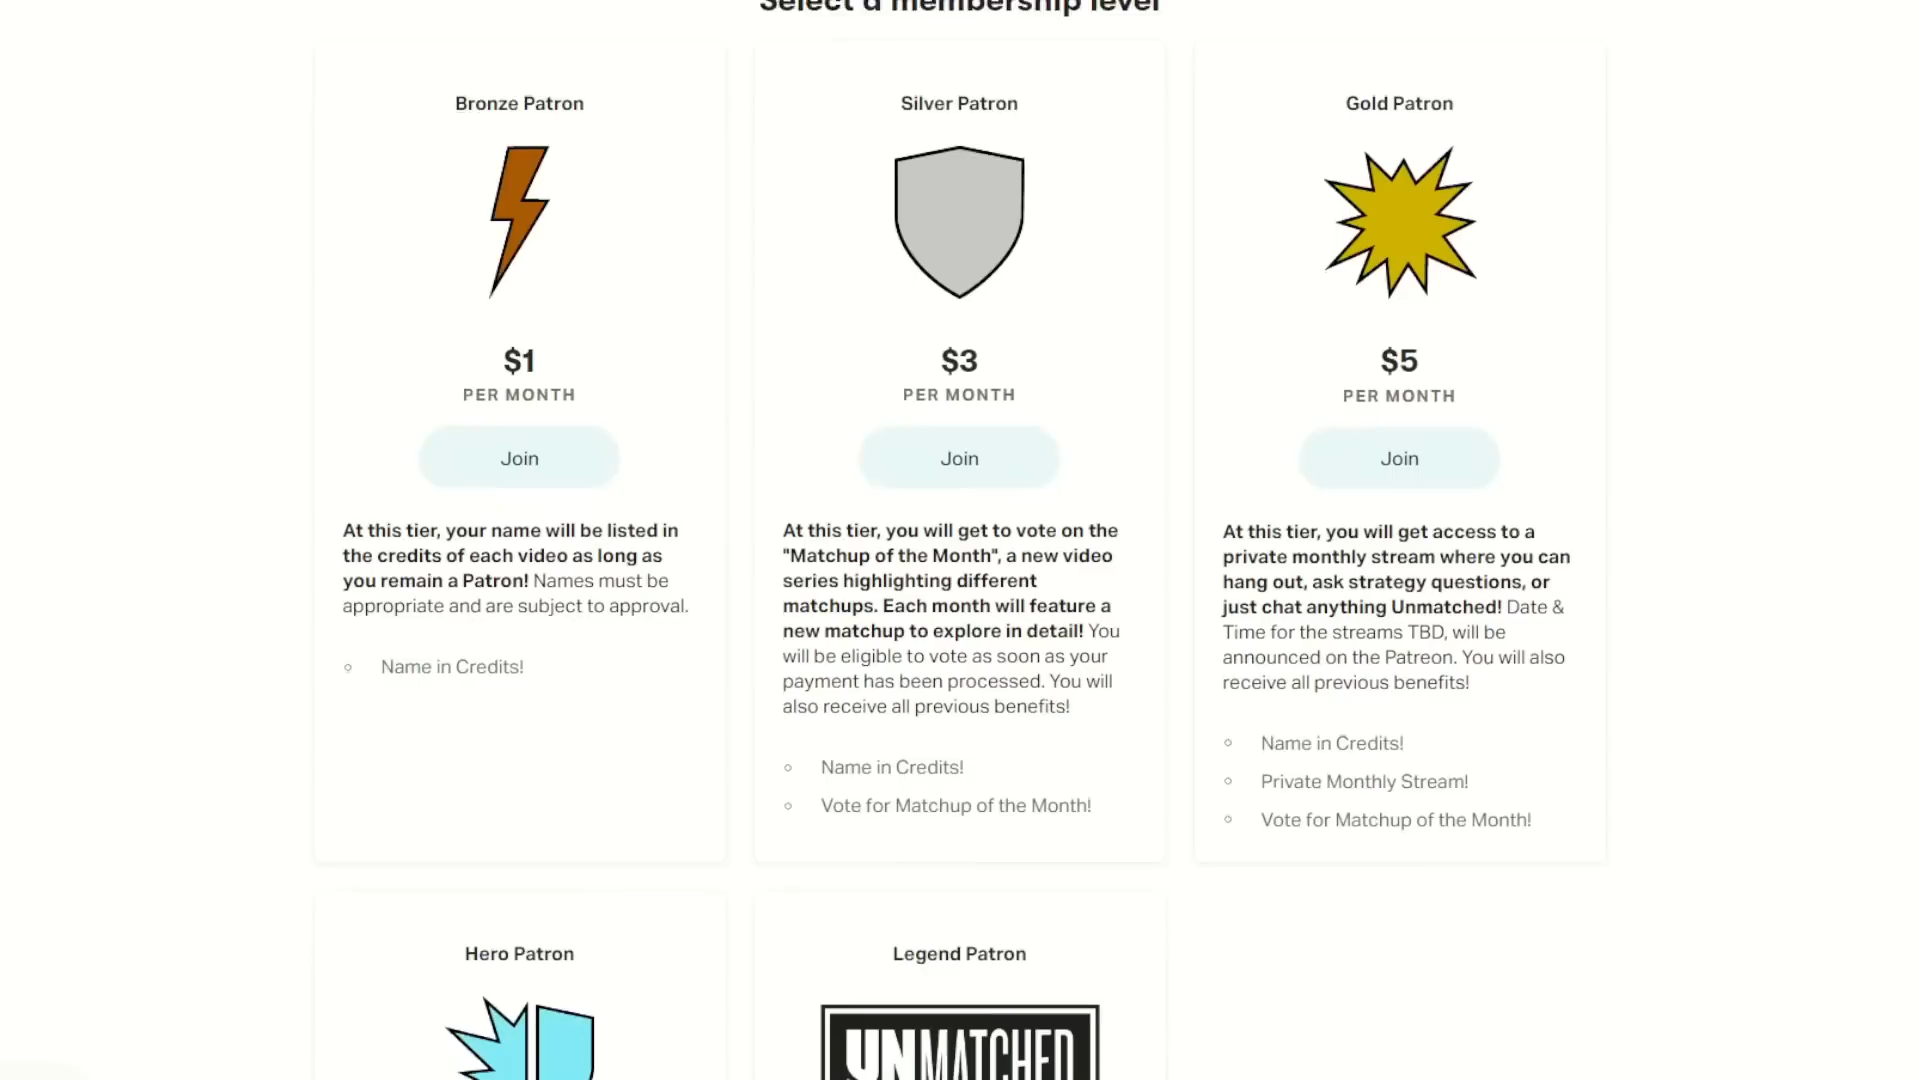 Select a membership level
Bronze Patron
$1
PER MONTH
Join
At this tier, your name will be listed in
the credits of each video as long as
you remain a Patron! Names must be
appropriate and are subject to approval.
Name in Credits!
Silver Patron
$3
PER MONTH
Join
At this tier, you will get to vote on the
"Matchup of the Month", a new video
series highlighting different
matchups. Each month will feature a
new matchup to explore in detail! You
will be eligible to vote as soon as your
payment has been processed. You will
also receive all previous benefits!
Name in Credits!
Vote for Matchup of the Month!
Gold Patron
$5
PER MONTH
Join
At this tier, you will get access to a
private monthly stream where you can
hang out, ask strategy questions, or
just chat anything Unmatched! Date &
Time for the streams TBD, will be
announced on the Patreon. You will also
receive all previous benefits!
Name in Credits!
Private Monthly Stream!
Vote for Matchup of the Month!
Hero Patron
Legend Patron
UNMATCHED